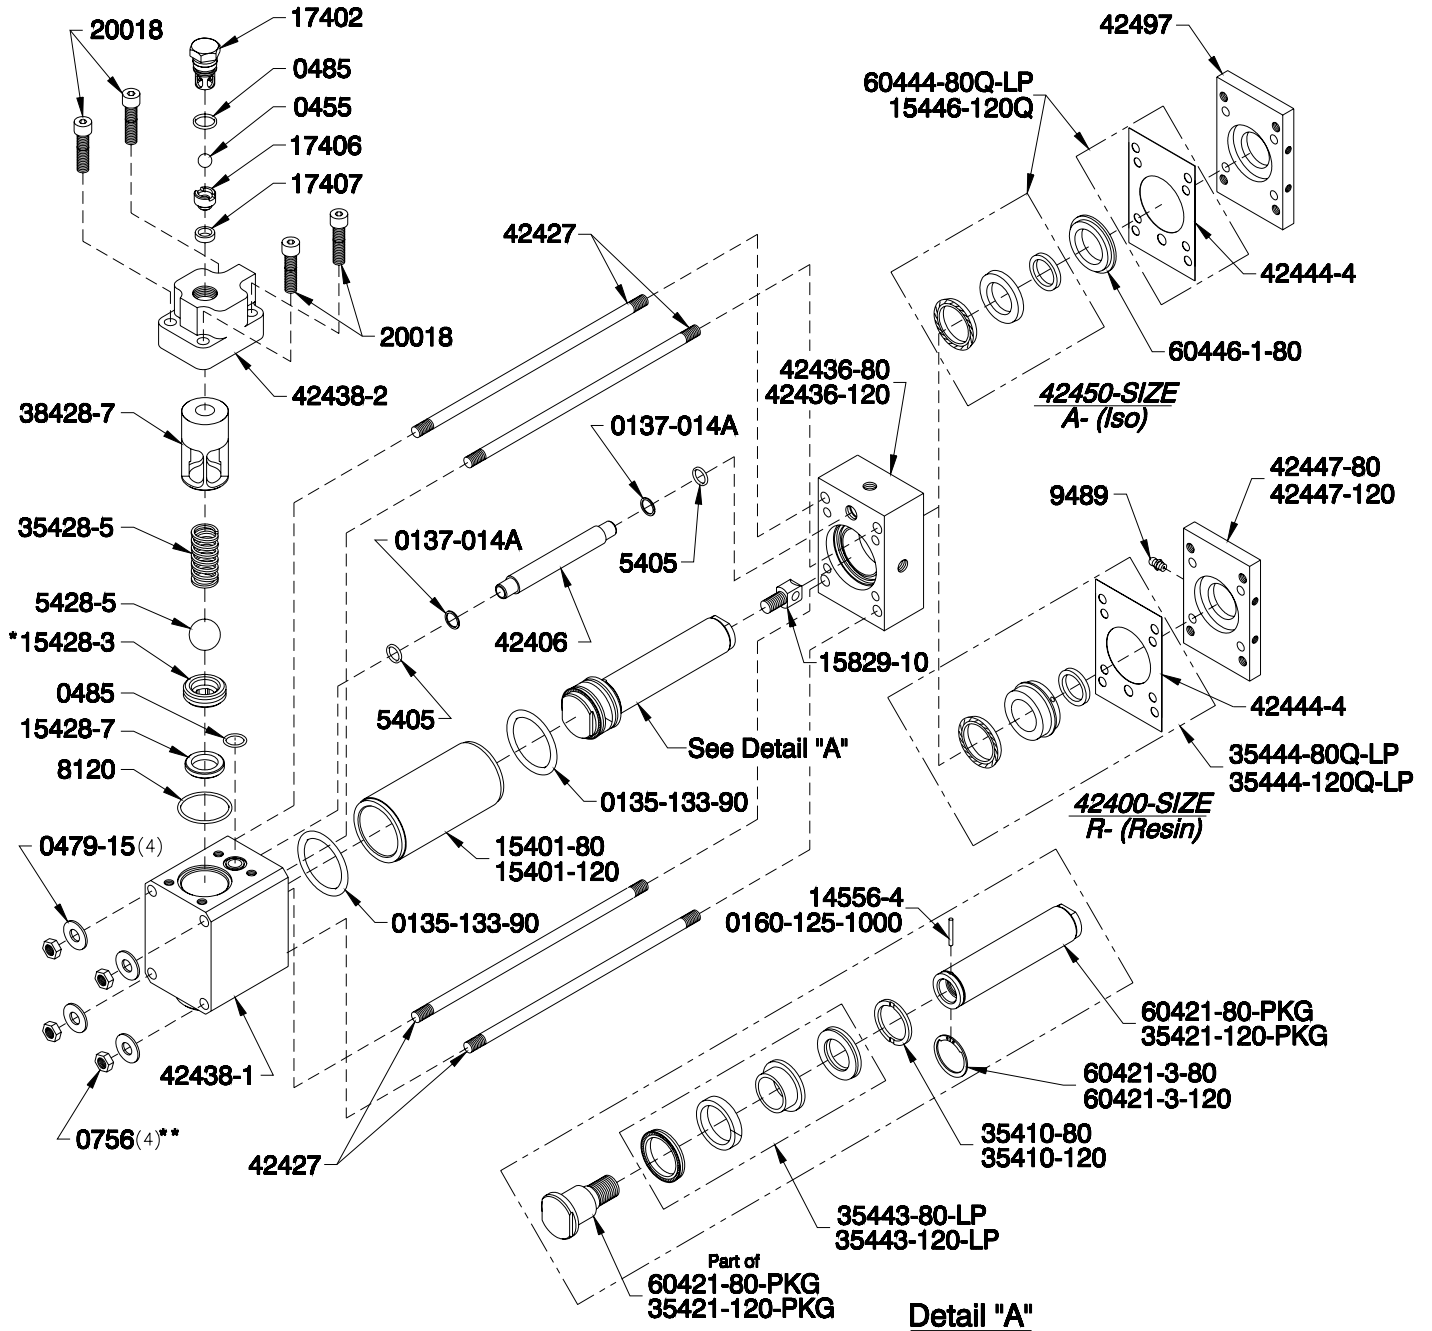 20018
17402
0485
0455
17406
17407
42427
20018
42438-2
38428-7
35428-5
5428-5
*15428-3
0485
15428-7
8120
0479-15(4)
0756(4)**
42438-1
42427
0137-014A
0137-014A
5405
5405
42406
42436-80
42436-120
15829-10
See Detail "A"
0135-133-90
15401-80
15401-120
0135-133-90
42497
60444-80Q-LP
15446-120Q
42444-4
60446-1-80
42450-SIZE
A- (Iso)
42447-80
42447-120
9489
42444-4
35444-80Q-LP
35444-120Q-LP
42400-SIZE
R- (Resin)
14556-4
0160-125-1000
60421-80-PKG
35421-120-PKG
60421-3-80
60421-3-120
35410-80
35410-120
35443-80-LP
35443-120-LP
Part of
60421-80-PKG
35421-120-PKG
Detail "A"